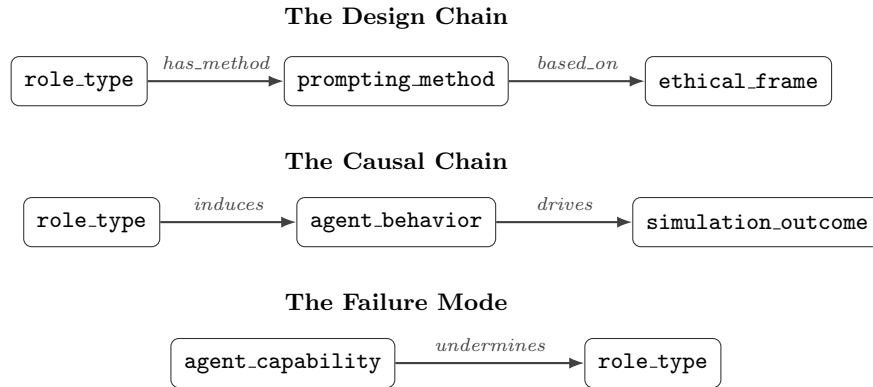 The Design Chain
role_type has_method prompting_method based_on ethical_frame
The Causal Chain
role_type induces agent_behavior drives simulation_outcome
The Failure Mode
agent_capability undermines role_type